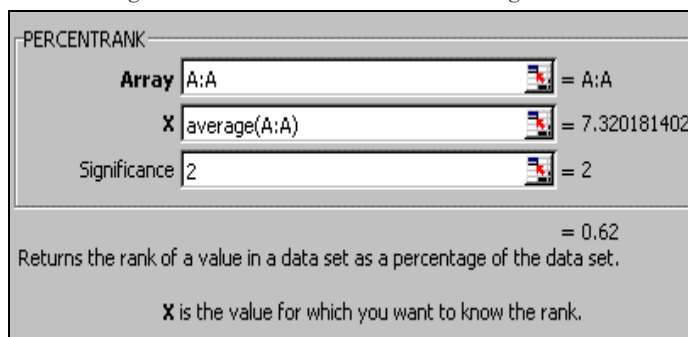 PERCENTRANK
Array A:A = A:A
X average(A:A) = 7.320181402
Significance 2 = 2
= 0.62
Returns the rank of a value in a data set as a percentage of the data set.
X is the value for which you want to know the rank.